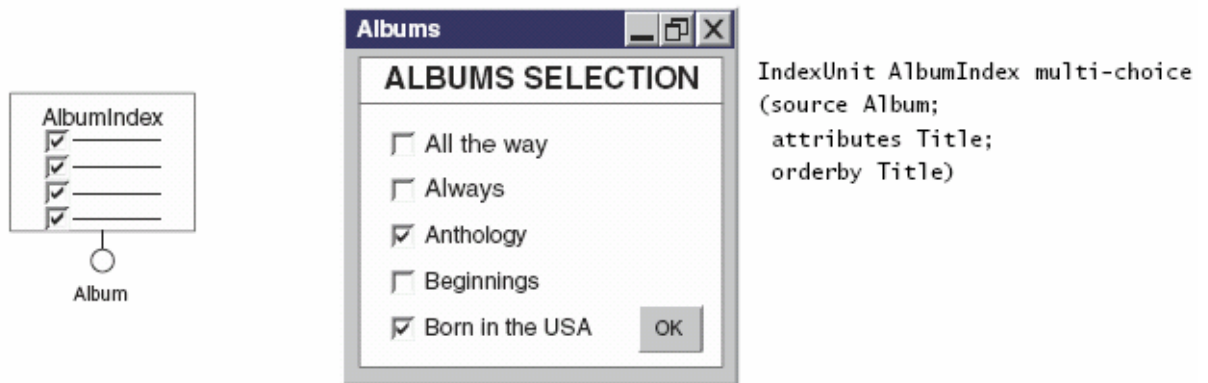 AlbumIndex
Album
Albums
ALBUMS SELECTION
All the way
Always
Anthology
Beginnings
Born in the USA
OK
IndexUnit AlbumIndex multi-choice
(source Album;
attributes Title;
orderby Title)